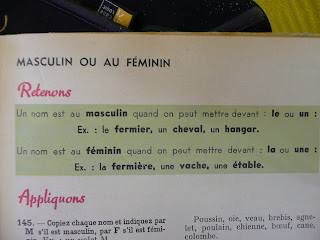 MASCULIN OU AU FÉMININ
Retenons
Un nom est au masculin quand on peut mettre devant : le ou un :
Ex. : le fermier, un cheval, un hangar.
Un nom est au féminin quand on peut mettre devant : la ou une :
Ex. : la fermière, une vache, une étable.
Appliquons
145. — Copiez chaque nom et indiquez par
M s'il est masculin, par F s'il est fémi-
Poussin, oie, veau, brebis, agne-
let, poulain, chienne, bœuf, cane,
colombe.